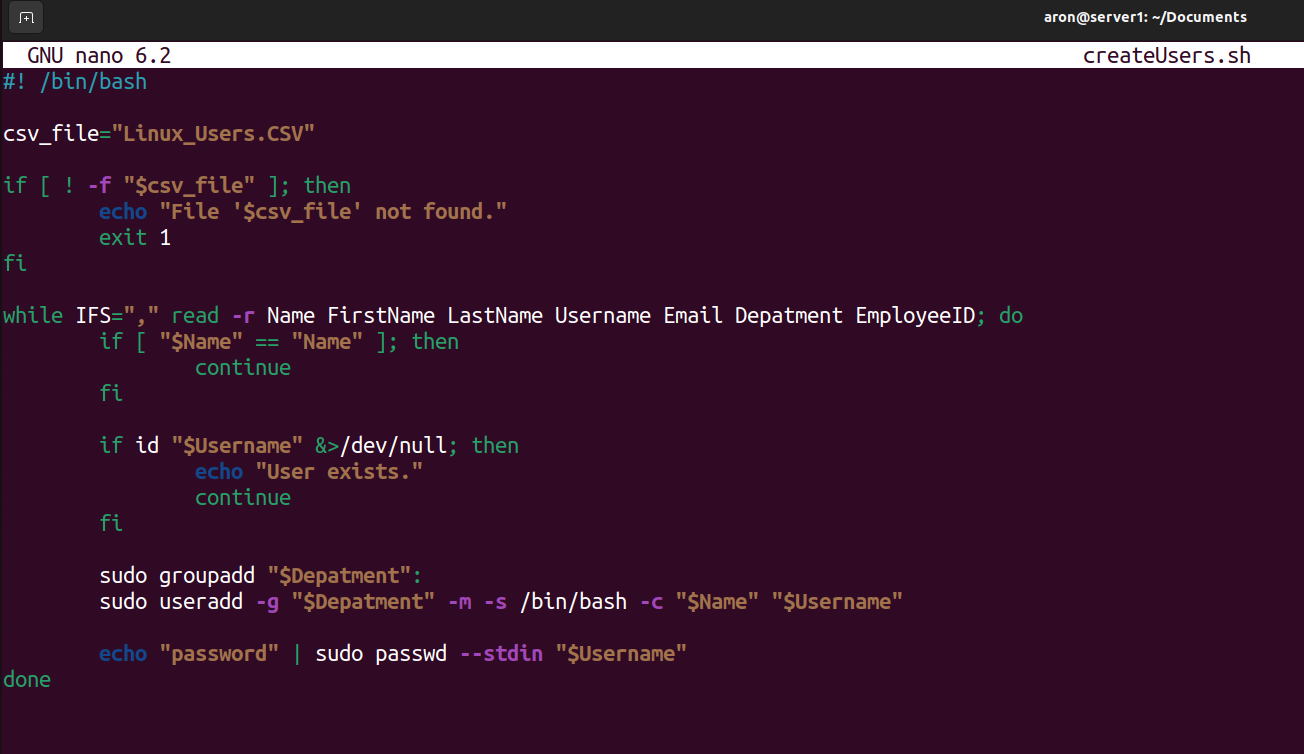 aron@server1: ~/Documents
GNU nano 6.2 createUsers.sh
#! /bin/bash
csv_file="Linux_Users.CSV"
if [ ! -f "$csv_file" ]; then
echo "File '$csv_file' not found."
exit 1
fi
while IFS="," read -r Name FirstName LastName Username Email Depatment EmployeeID; do
if [ "$Name" == "Name" ]; then
continue
fi
if id "$Username" &>/dev/null; then
echo "User exists."
continue
fi
sudo groupadd "$Depatment":
sudo useradd -g "$Depatment" -m -s /bin/bash -c "$Name" "$Username"
echo "password" | sudo passwd --stdin "$Username"
done